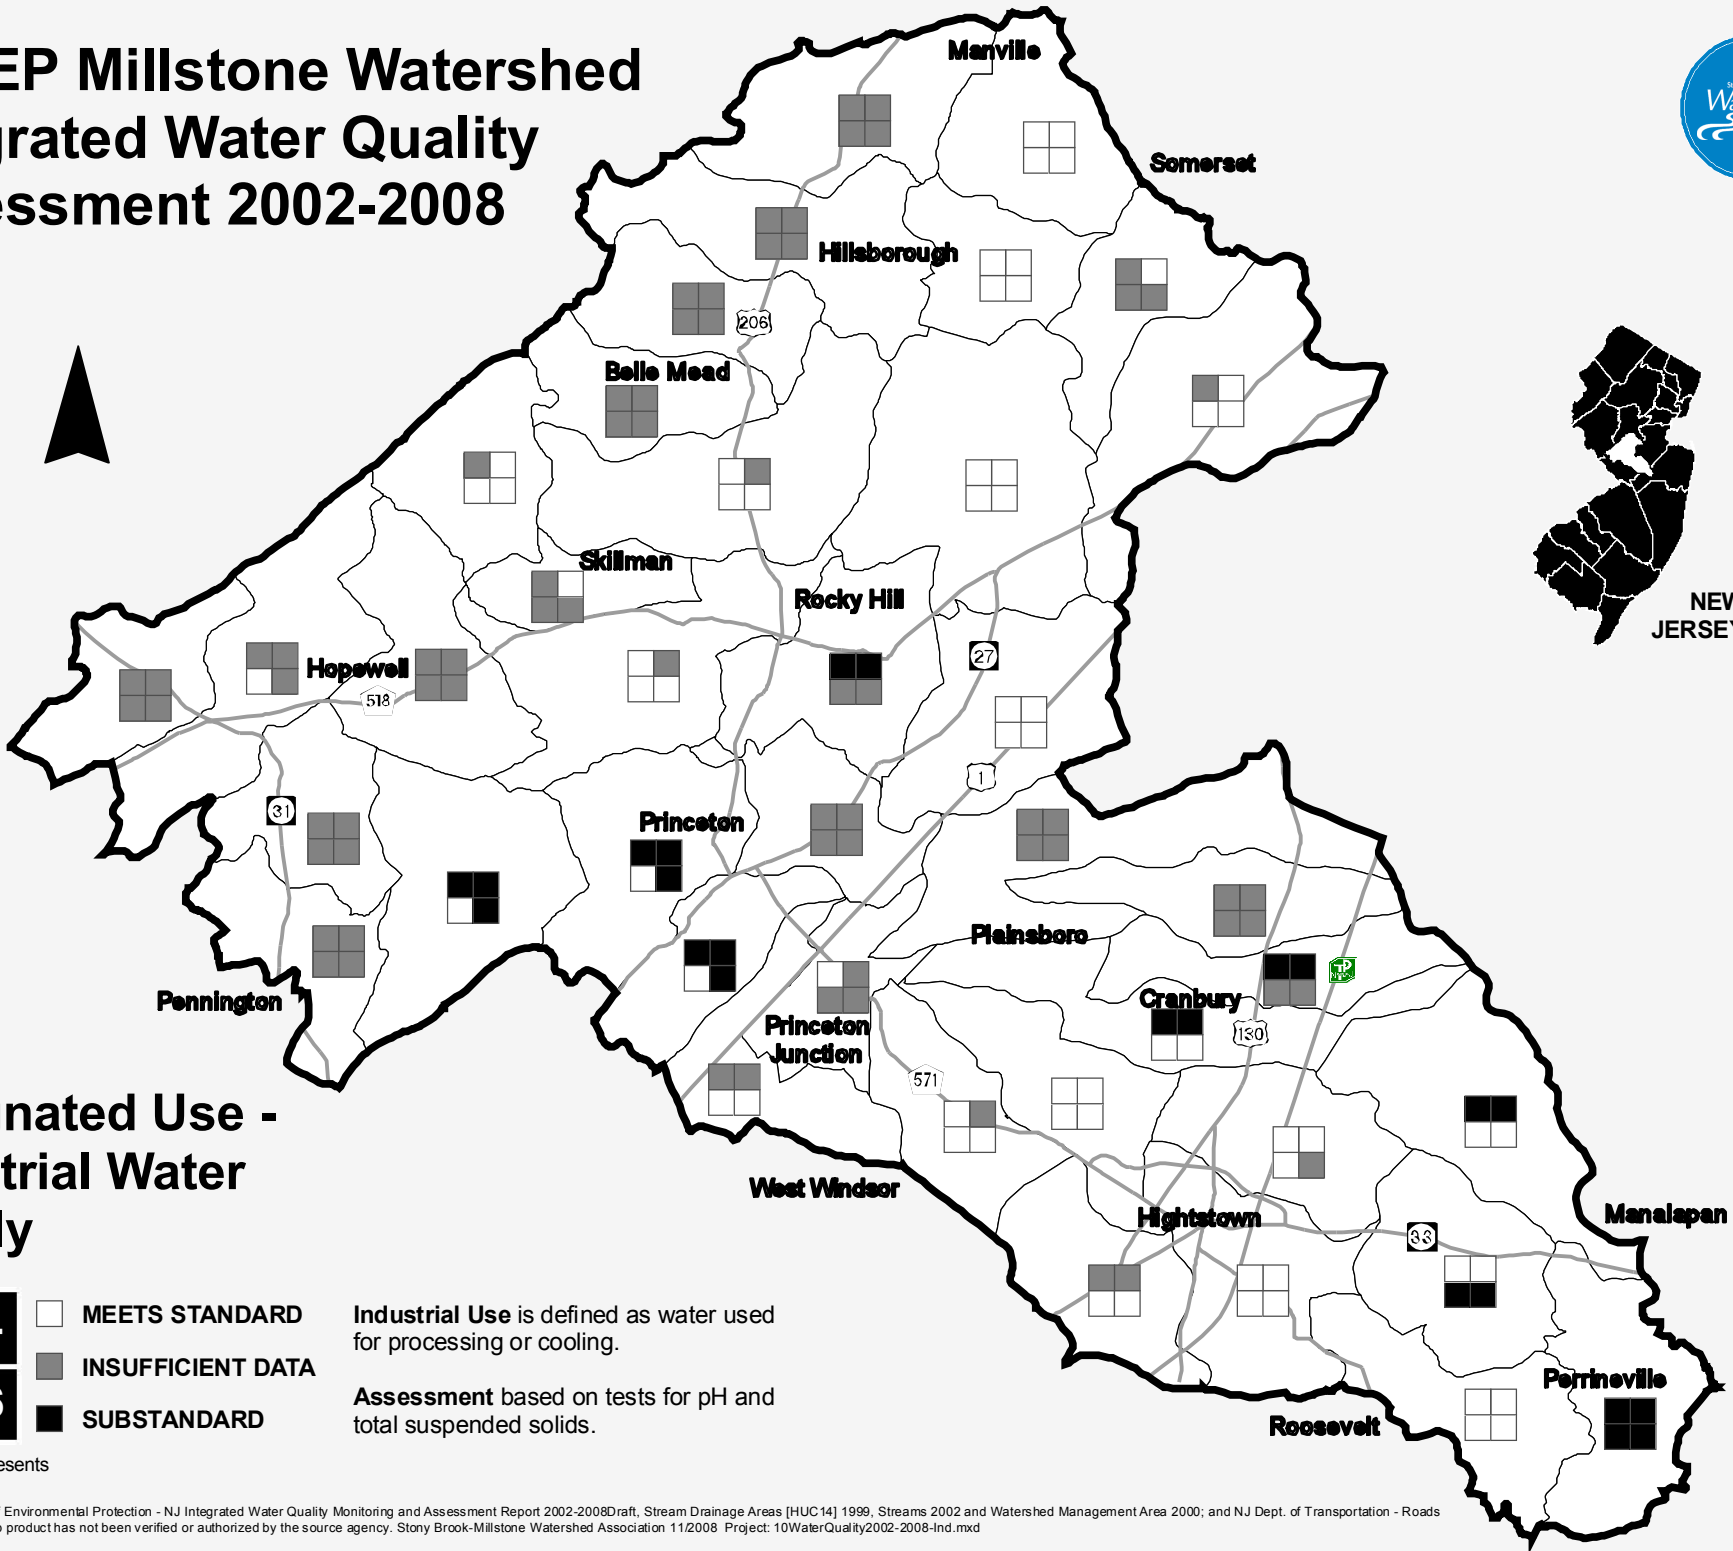 EP Millstone Watershed
grated Water Quality
essment 2002-2008
Manville
Somerset
Hillsborough
206
Belle Mead
Skillman
Rocky Hill
NEW
JERSEY
27
Hopewell
518
1
31
Princeton
Plainsboro
Pennington
Cranbury
130
Princeton
Junction
571
nated Use -
trial Water
ly
West Windsor
Hightstown
33
Manalapan
MEETS STANDARD
INSUFFICIENT DATA
SUBSTANDARD
Industrial Use is defined as water used
for processing or cooling.
Assessment based on tests for pH and
total suspended solids.
Perrineville
Roosevelt
esents
Environmental Protection - NJ Integrated Water Quality Monitoring and Assessment Report 2002-2008Draft, Stream Drainage Areas [HUC14] 1999, Streams 2002 and Watershed Management Area 2000; and NJ Dept. of Transportation - Roads
product has not been verified or authorized by the source agency. Stony Brook-Millstone Watershed Association 11/2008 Project: 10WaterQuality2002-2008-Ind.mxd